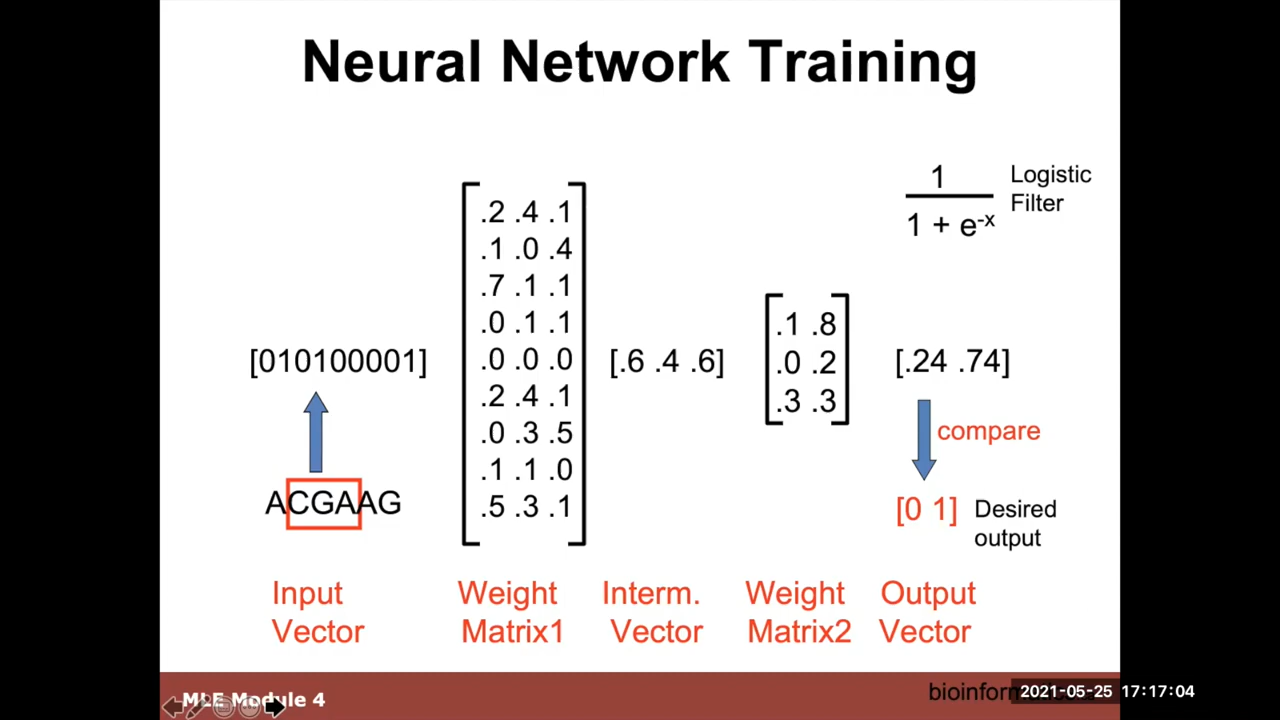 Neural Network Training
1
1 + e-x
Logistic
Filter
.2 .4 .1
.1 .0 .4
.7 .1 .1
.0 .1 .1
.0 .0 .0
.2 .4 .1
.0 .3 .5
.1 .1 .0
.5 .3 .1
.1 .8
.0 .2
.3 .3
[010100001]
[.6 .4 .6]
[.24 .74]
compare
ACGAAG
[0 1]
Desired
output
Input
Vector
Weight
Matrix1
Interm.
Vector
Weight
Matrix2
Output
Vector
MLE Module 4
2021-05-25 17:17:04